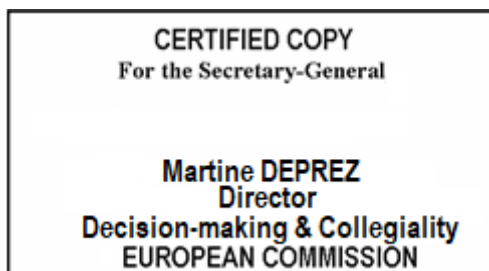 CERTIFIED COPY
For the Secretary-General
Martine DEPREZ
Director
Decision-making & Collegiality
EUROPEAN COMMISSION